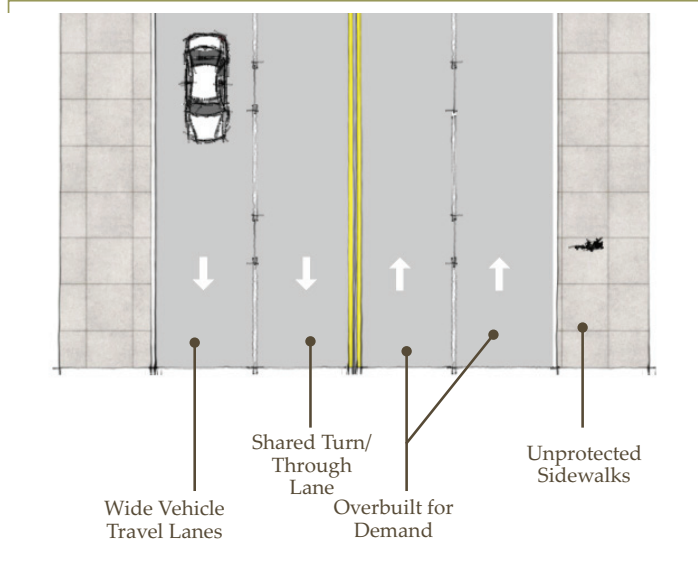 Wide Vehicle
Travel Lanes
Shared Turn/
Through
Lane
Overbuilt for
Demand
Unprotected
Sidewalks